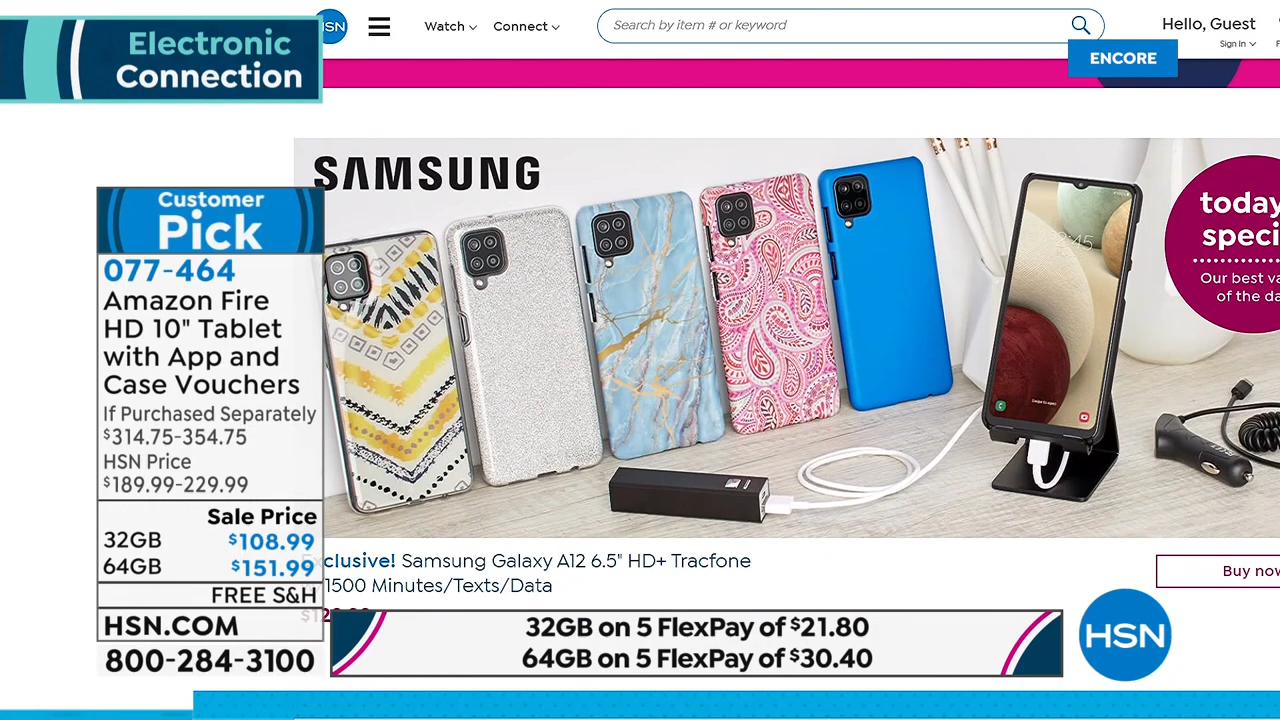 Electronic
Connection
HSN
Watch
Connect
Search by item # or keyword
Hello, Guest
Sign In
ENCORE
SAMSUNG
today
speci
Our best va
of the da
Customer
Pick
077-464
Amazon Fire
HD 10" Tablet
with App and
Case Vouchers
If Purchased Separately
$314.75-354.75
HSN Price
$189.99-229.99
Sale Price
32GB $108.99
64GB $151.99
FREE S&H
HSN.COM
800-284-3100
Exclusive! Samsung Galaxy A12 6.5" HD+ Tracfone
1500 Minutes/Texts/Data
Buy now
32GB on 5 FlexPay of $21.80
64GB on 5 FlexPay of $30.40
HSN